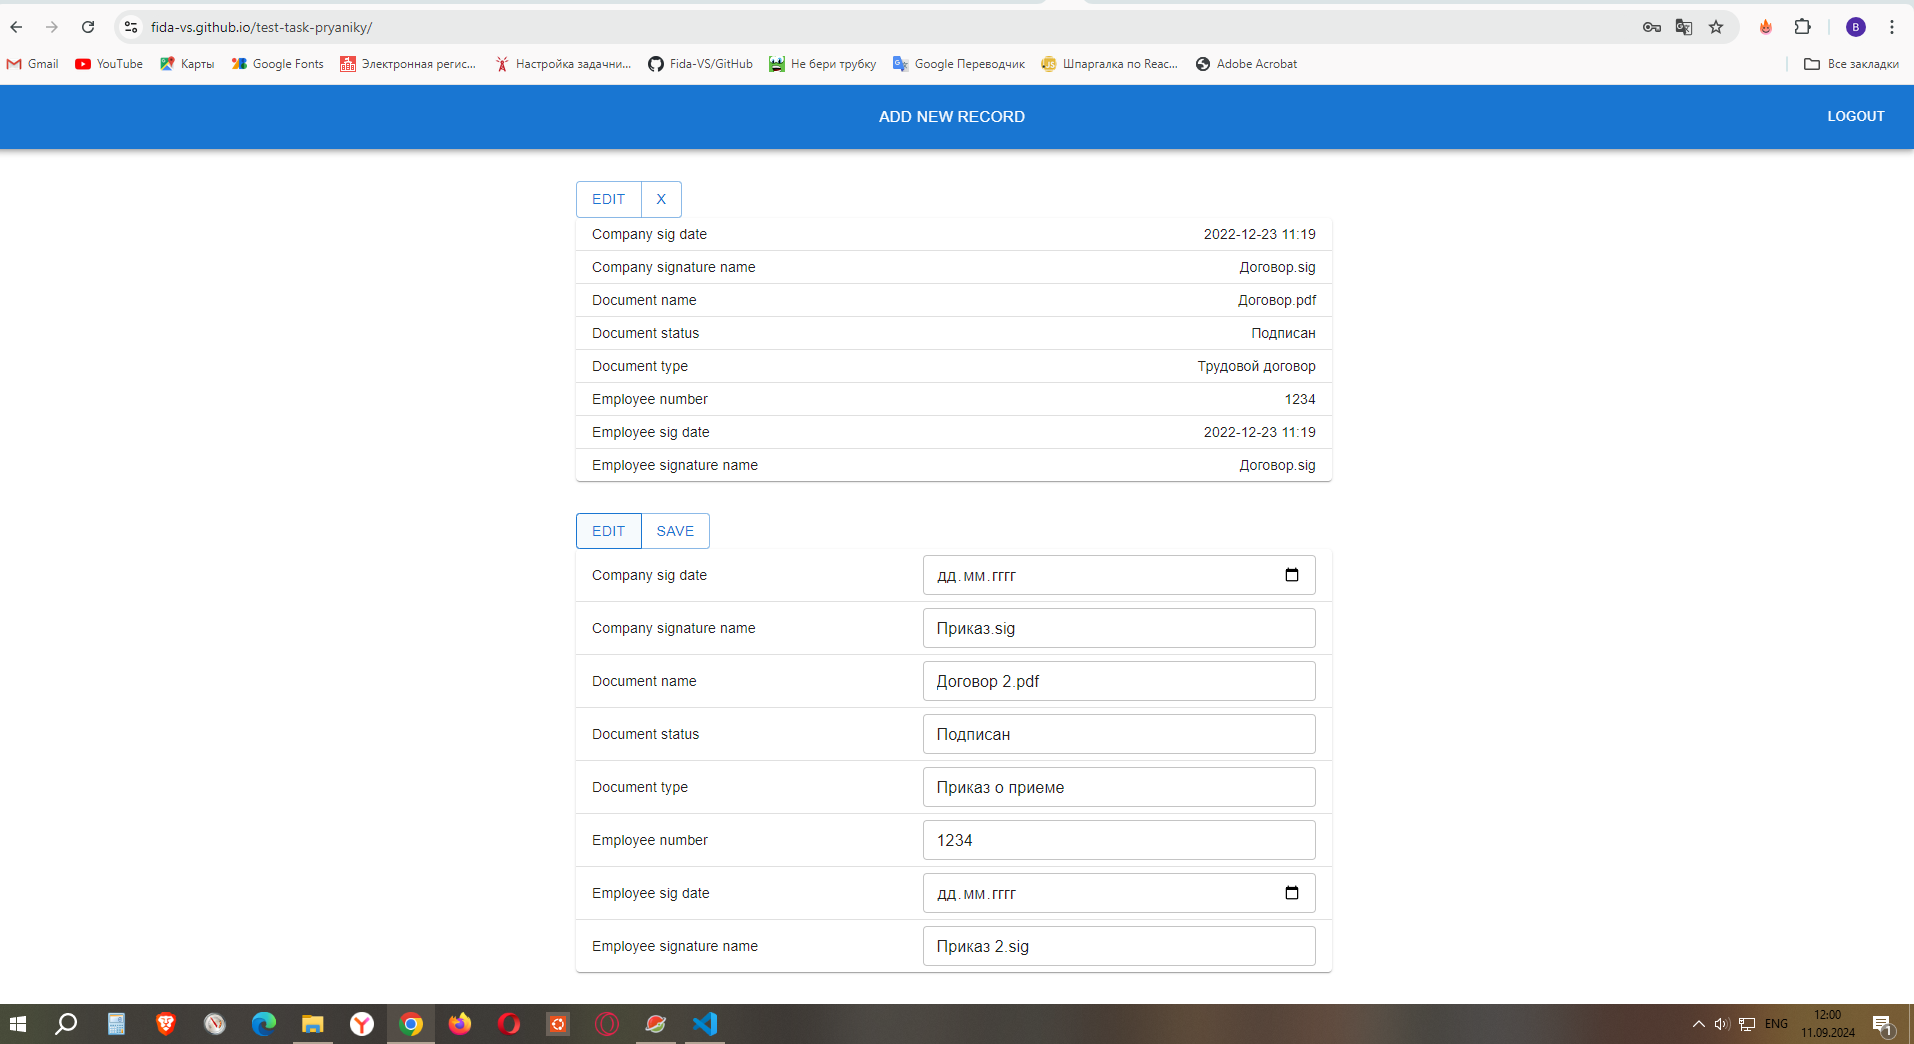 fida-vs.github.io/test-task-pryaniky/
B
Gmail YouTube Карты Google Fonts Электронная регис... Настройка задачни... Fida-VS/GitHub Не бери трубку Google Переводчик Шпаргалка по Reac... Adobe Acrobat Все закладки
ADD NEW RECORD LOGOUT
EDIT X
Company sig date 2022-12-23 11:19
Company signature name Договор.sig
Document name Договор.pdf
Document status Подписан
Document type Трудовой договор
Employee number 1234
Employee sig date 2022-12-23 11:19
Employee signature name Договор.sig
EDIT SAVE
Company sig date дд.мм.гггг
Company signature name Приказ.sig
Document name Договор 2.pdf
Document status Подписан
Document type Приказ о приеме
Employee number 1234
Employee sig date дд.мм.гггг
Employee signature name Приказ 2.sig
ENG 12:00
11.09.2024
1